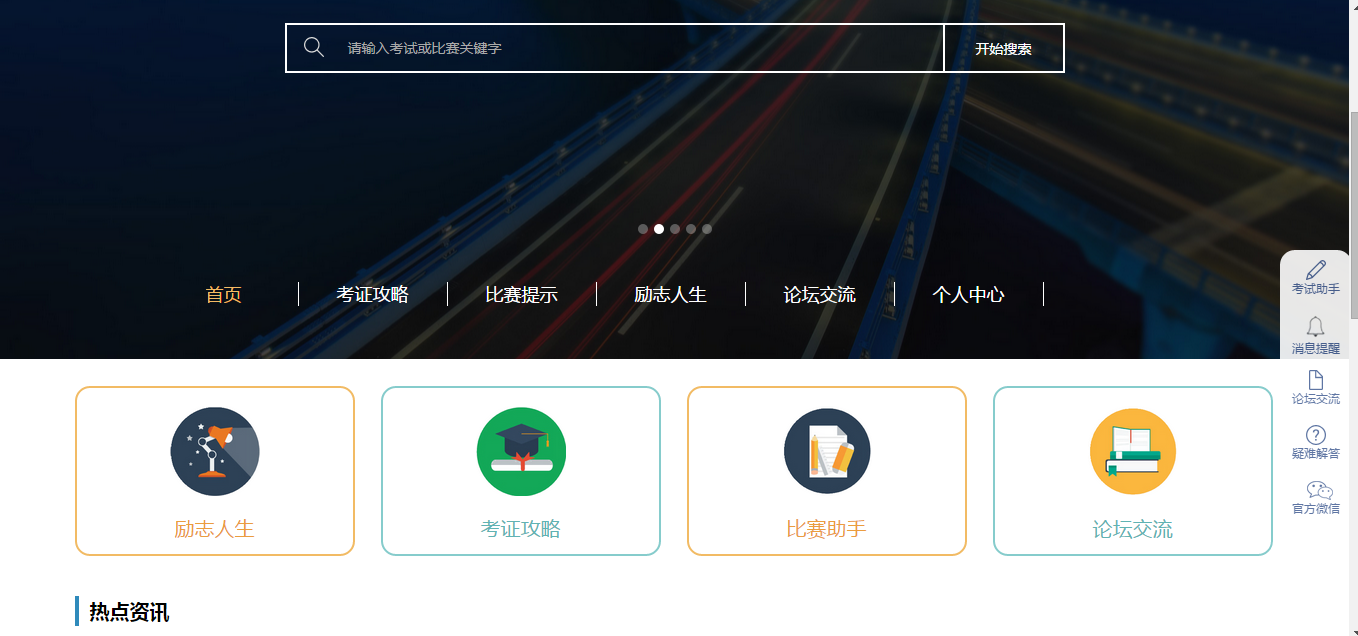 请输入考试或比赛关键字 开始搜索
首页 考证攻略 比赛提示 励志人生 论坛交流 个人中心
考试助手
消息提醒
论坛交流
疑难解答
官方微信
励志人生 考证攻略 比赛助手 论坛交流
热点资讯